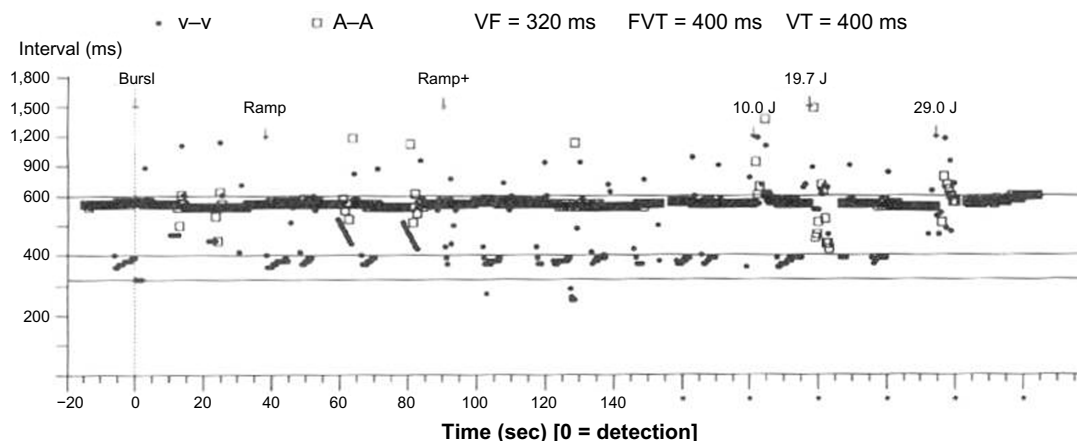 v–v A–A VF = 320 ms FVT = 400 ms VT = 400 ms
Interval (ms)
1,800
Bursl
Ramp+
19.7 J
1,500
Ramp
10.0 J
29.0 J
1,200
900
600
400
200
−20 0 20 40 60 80 100 120 140
Time (sec) [0 = detection]